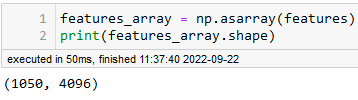 1 features_array = np.asarray(features)
2 print(features_array.shape)
executed in 50ms, finished 11:37:40 2022-09-22
(1050, 4096)